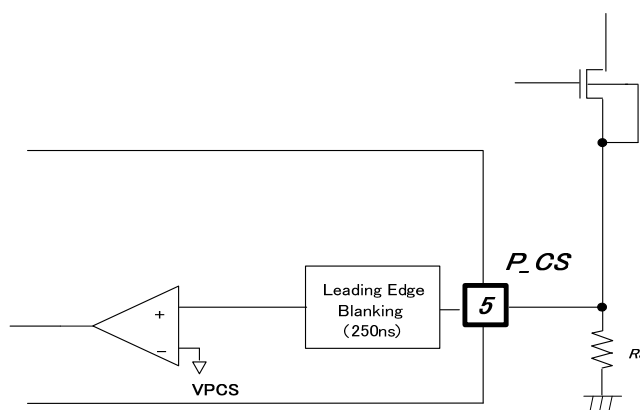 P_CS
5
Leading Edge
Blanking
(250ns)
+
−
VPCS